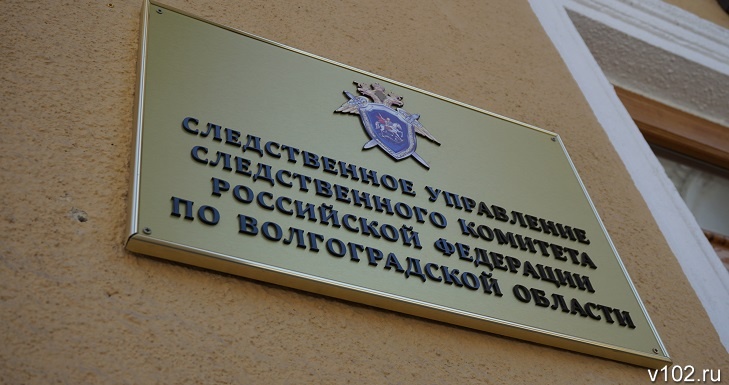 СЛЕДСТВЕННОЕ УПРАВЛЕНИЕ
СЛЕДСТВЕННОГО КОМИТЕТА
РОССИЙСКОЙ ФЕДЕРАЦИИ
ПО ВОЛГОГРАДСКОЙ ОБЛАСТИ
v102.ru